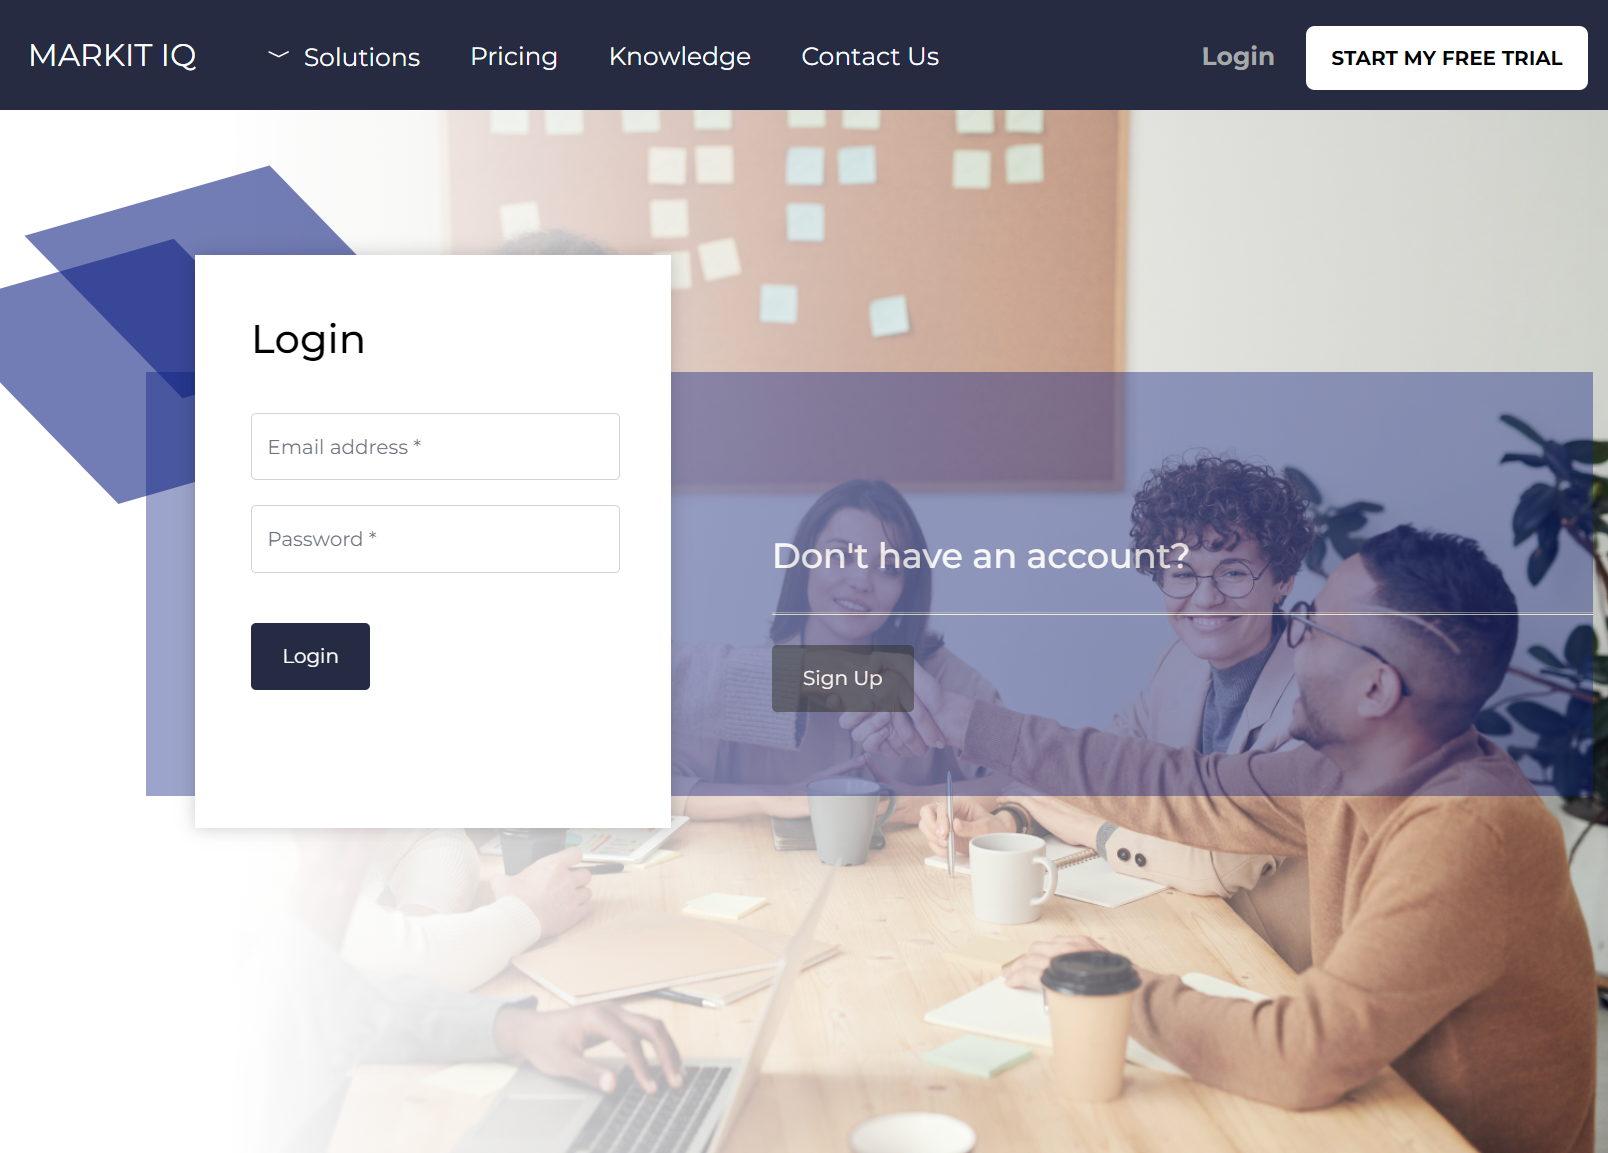 MARKIT IQ
Solutions
Pricing
Knowledge
Contact Us
Login
START MY FREE TRIAL
Login
Email address *
Password *
Login
Don't have an account?
Sign Up